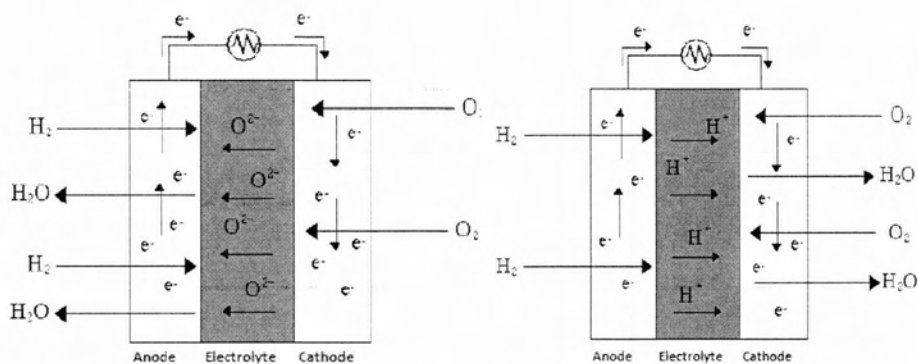 e-
e-
H₂
H₂O
H₂
H₂O
e-
e-
e-
e-
e-
O²⁻
O²⁻
O²⁻
O²⁻
e-
e-
e-
e-
e-
O₂
O₂
Anode Electrolyte Cathode
e-
e-
H₂
H₂
e-
e-
e-
e-
H⁺
H⁺
H⁺
H⁺
e-
e-
e-
e-
e-
O₂
H₂O
O₂
H₂O
Anode Electrolyte Cathode